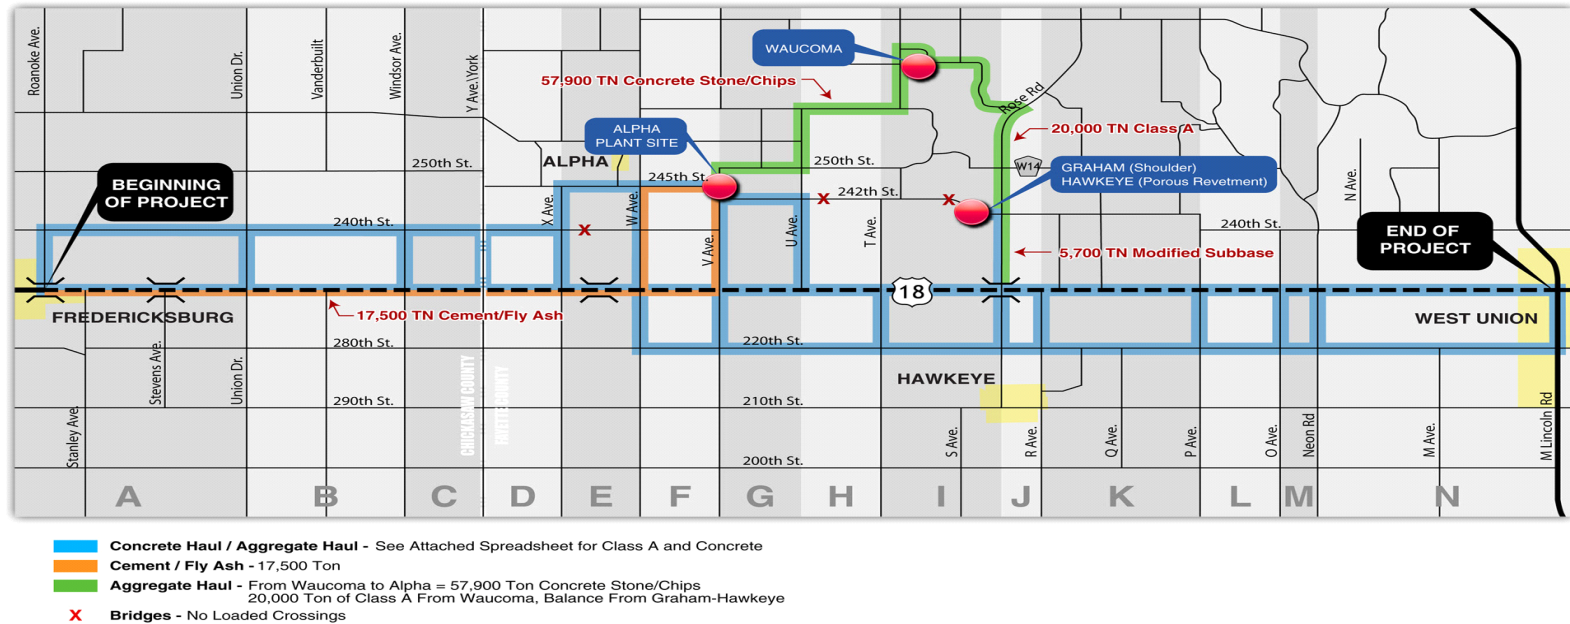 Roanoke Ave.
Union Dr.
Vanderbuilt
Windsor Ave.
Y Ave.\York
WAUCOMA
57,900 TN Concrete Stone/Chips
Rose Rd
ALPHA
PLANT SITE
20,000 TN Class A
ALPHA
250th St.
250th St.
W14
GRAHAM (Shoulder)
HAWKEYE (Porous Revetment)
245th St.
BEGINNING
OF PROJECT
X
242th St.
X
N Ave.
X Ave.
W Ave.
V Ave.
U Ave.
T Ave.
240th St.
X
240th St.
END OF
PROJECT
5,700 TN Modified Subbase
18
FREDERICKSBURG
17,500 TN Cement/Fly Ash
WEST UNION
280th St.
220th St.
Stevens Ave.
Union Dr.
CHICKASAW COUNTY
FAYETTE COUNTY
HAWKEYE
290th St.
210th St.
Stanley Ave.
S Ave.
R Ave.
Q Ave.
P Ave.
O Ave.
Neon Rd
M Ave.
M Lincoln Rd
200th St.
A B C D E F G H I J K L M N
Concrete Haul / Aggregate Haul - See Attached Spreadsheet for Class A and Concrete
Cement / Fly Ash - 17,500 Ton
Aggregate Haul - From Waucoma to Alpha = 57,900 Ton Concrete Stone/Chips
20,000 Ton of Class A From Waucoma, Balance From Graham-Hawkeye
X Bridges - No Loaded Crossings